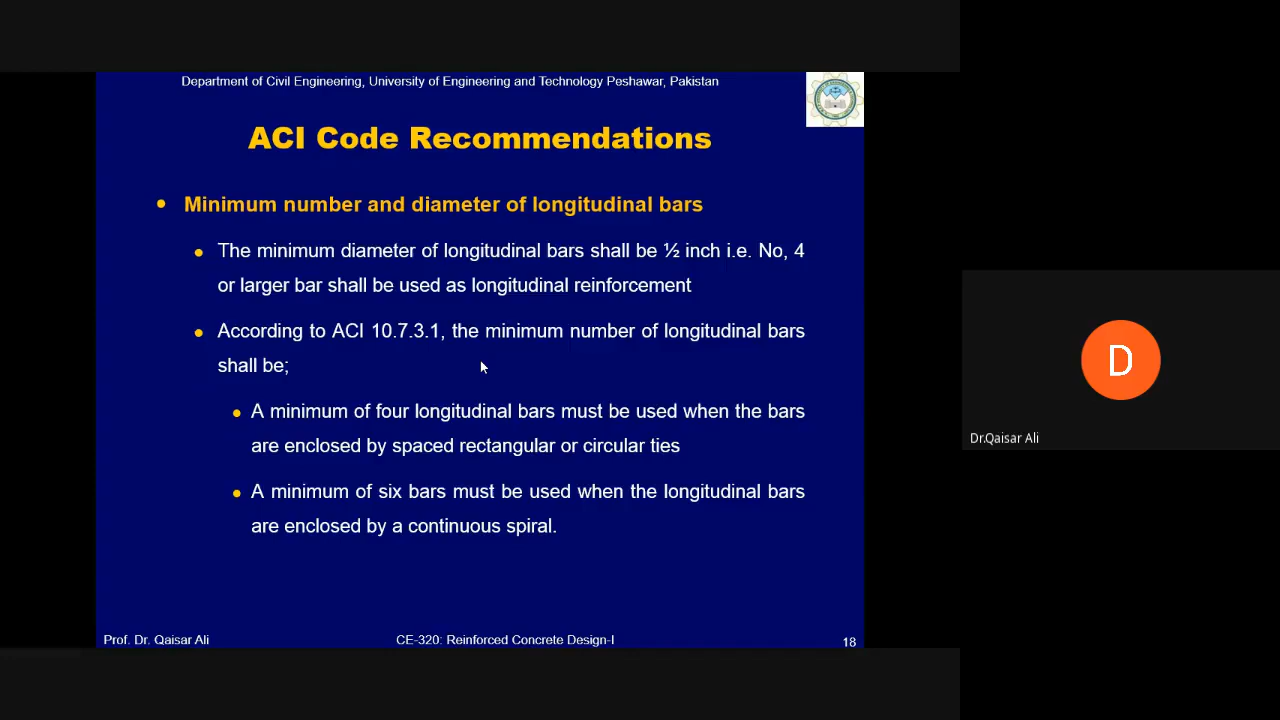 Department of Civil Engineering, University of Engineering and Technology Peshawar, Pakistan
ACI Code Recommendations
• Minimum number and diameter of longitudinal bars
• The minimum diameter of longitudinal bars shall be ½ inch i.e. No, 4
or larger bar shall be used as longitudinal reinforcement
• According to ACI 10.7.3.1, the minimum number of longitudinal bars
shall be;
• A minimum of four longitudinal bars must be used when the bars
are enclosed by spaced rectangular or circular ties
• A minimum of six bars must be used when the longitudinal bars
are enclosed by a continuous spiral.
Prof. Dr. Qaisar Ali
CE-320: Reinforced Concrete Design-I
18
D
Dr.Qaisar Ali